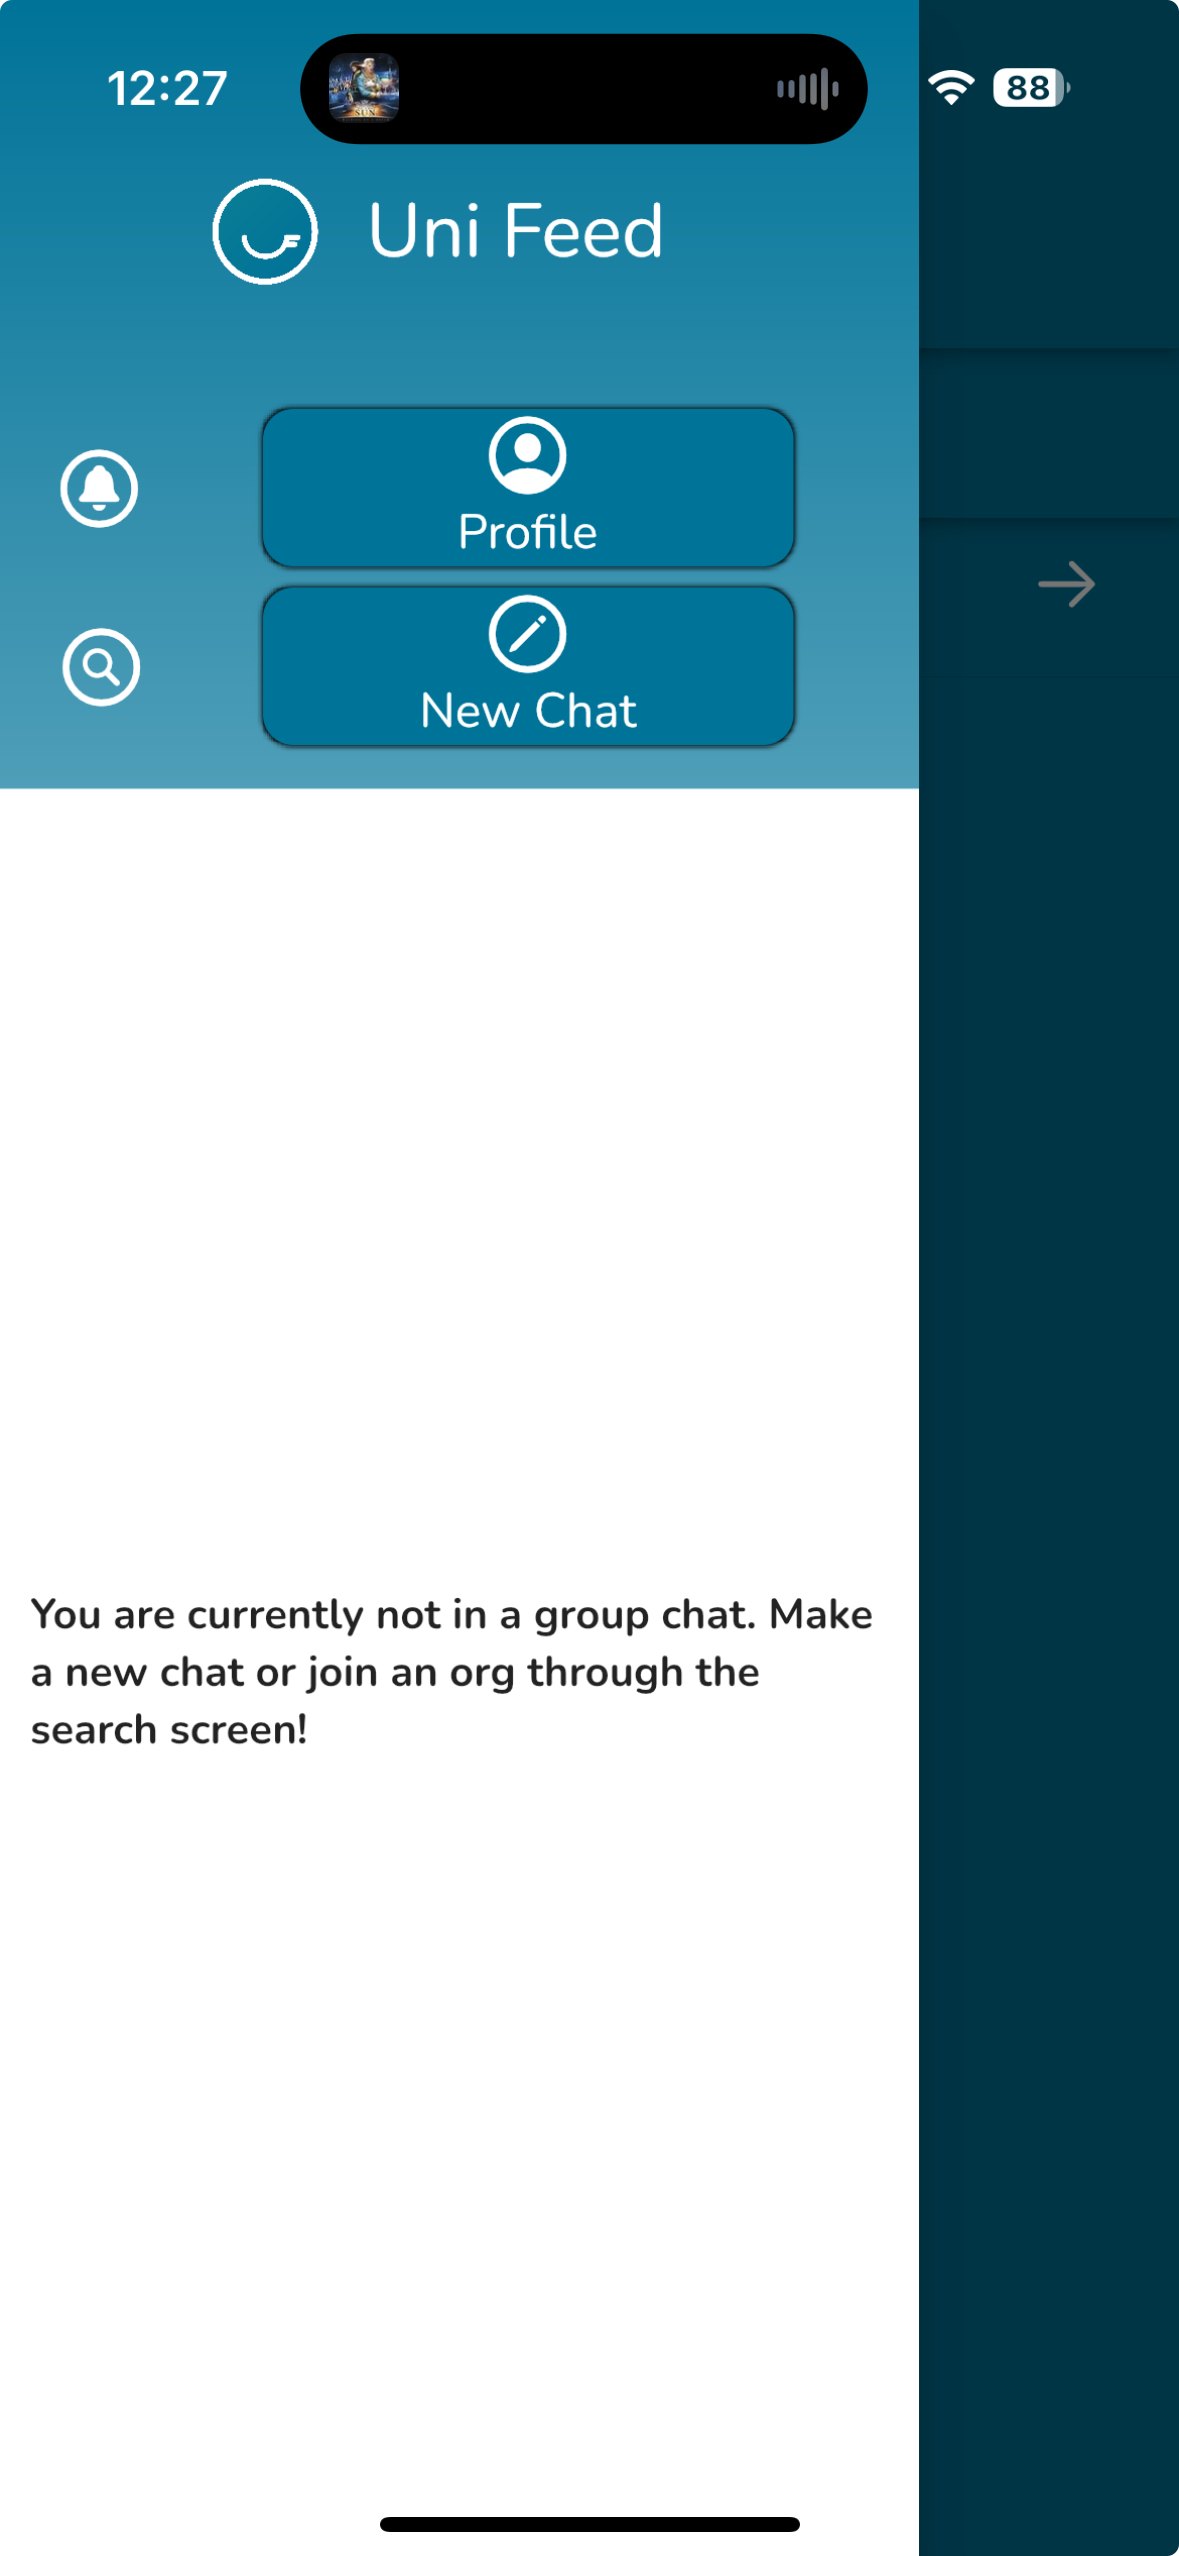 12:27
SUN
88
Uni Feed
Profile
New Chat
You are currently not in a group chat. Make
a new chat or join an org through the
search screen!